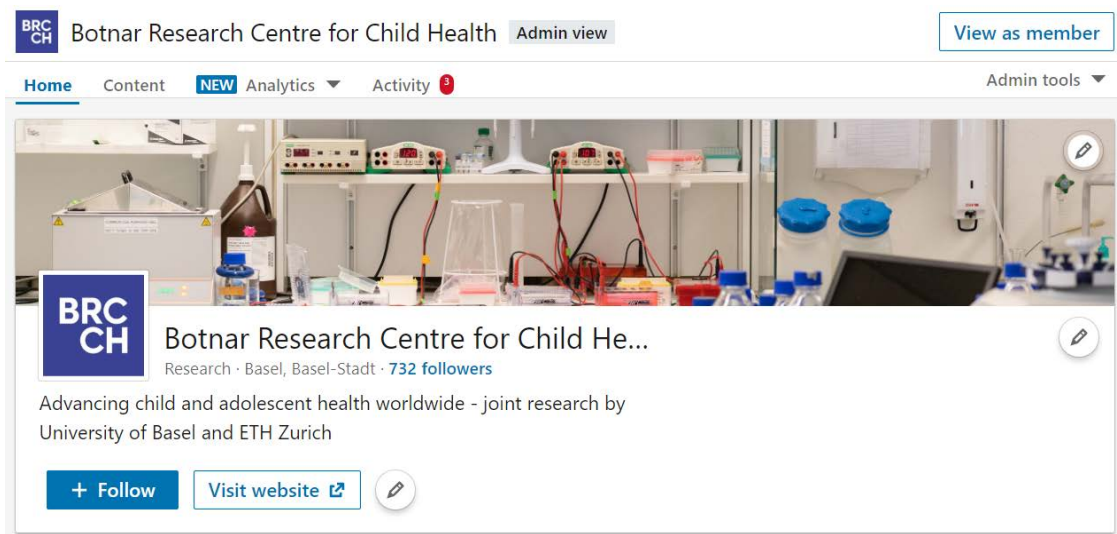 BRC
CH
Botnar Research Centre for Child Health Admin view
View as member
Home Content NEW Analytics Activity 3
Admin tools
BRC
CH
Botnar Research Centre for Child He...
Research · Basel, Basel-Stadt · 732 followers
Advancing child and adolescent health worldwide - joint research by
University of Basel and ETH Zurich
+ Follow
Visit website